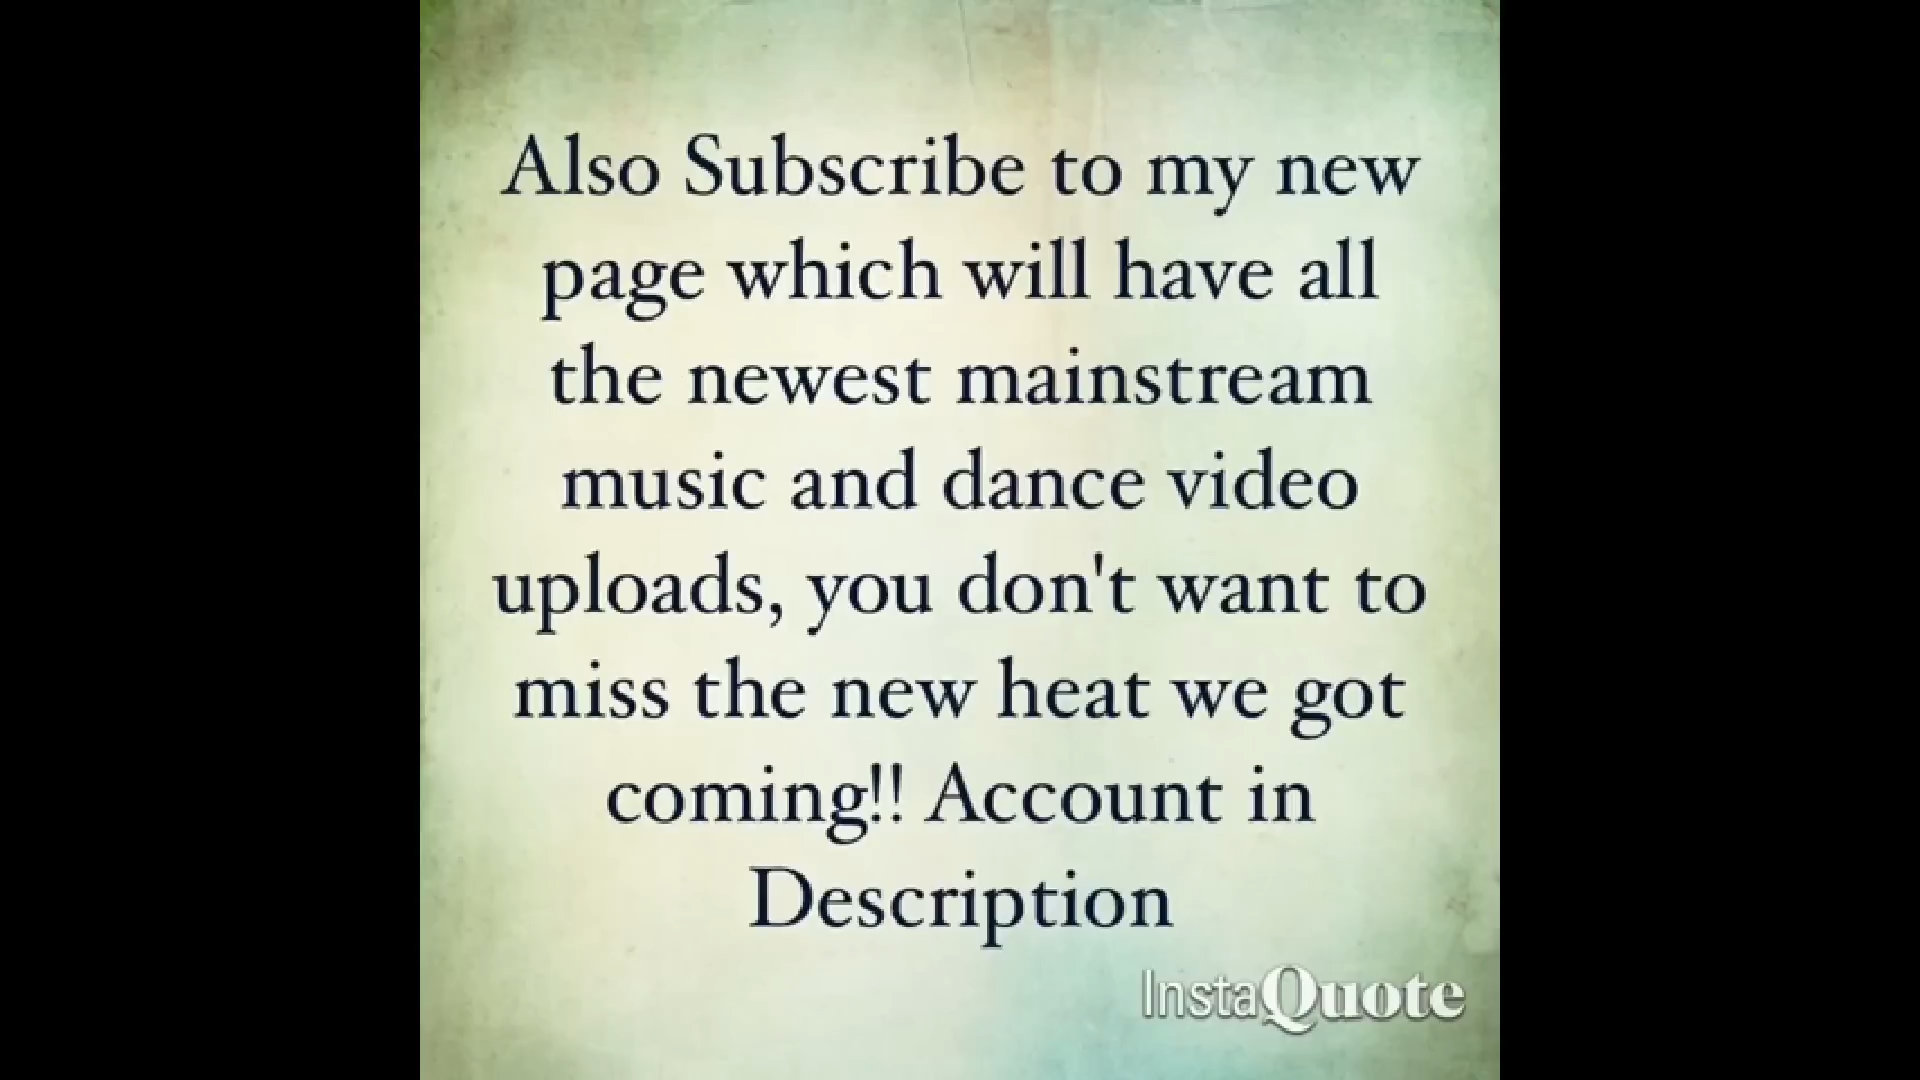 Also Subscribe to my new
page which will have all
the newest mainstream
music and dance video
uploads, you don't want to
miss the new heat we got
coming!! Account in
Description
InstaQuote